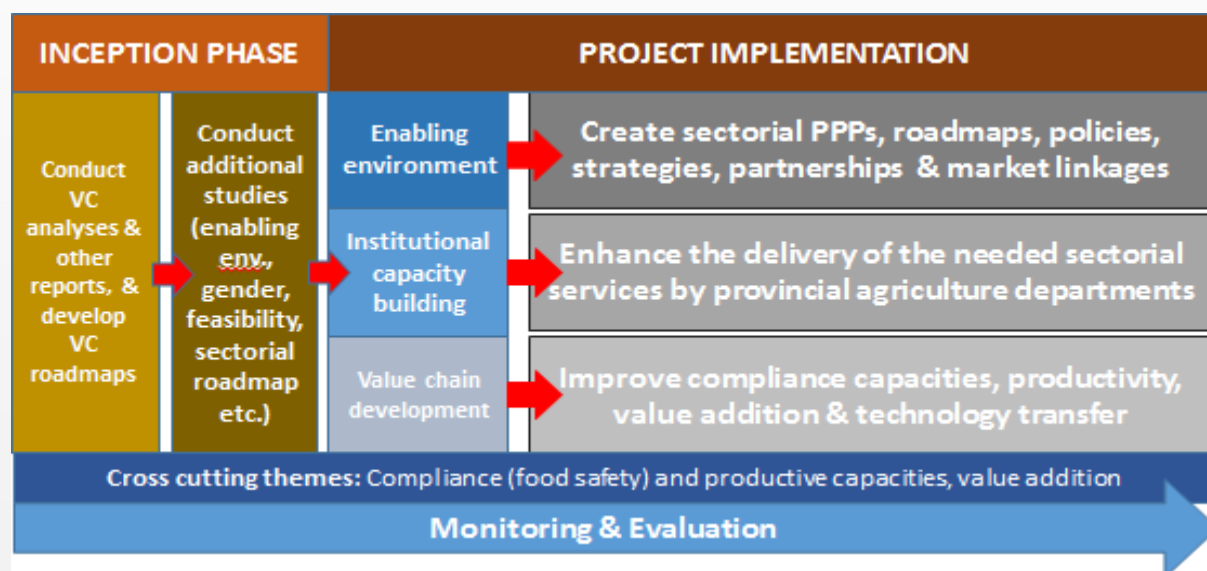 INCEPTION PHASE
PROJECT IMPLEMENTATION
Conduct
VC
analyses &
other
reports, &
develop
VC
roadmaps
Conduct
additional
studies
(enabling
env.,
gender,
feasibility,
sectorial
roadmap
etc.)
Enabling
environment
Create sectorial PPPs, roadmaps, policies,
strategies, partnerships & market linkages
Institutional
capacity
building
Enhance the delivery of the needed sectorial
services by provincial agriculture departments
Value chain
development
Improve compliance capacities, productivity,
value addition & technology transfer
Cross cutting themes: Compliance (food safety) and productive capacities, value addition
Monitoring & Evaluation